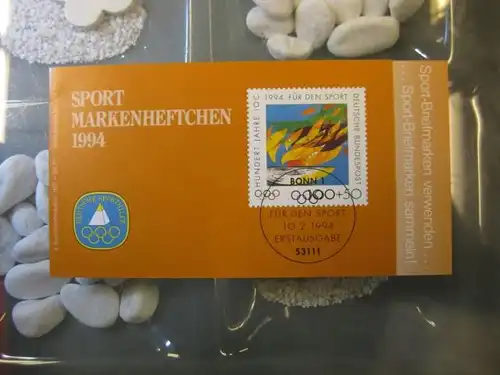 SPORT
MARKENHEFTCHEN
1994
HUNDERT JAHRE IOC
1994 FÜR DEN SPORT
DEUTSCHE BUNDESPOST
100+50
BONN 1
FÜR DEN SPORT
10.2.1994
ERSTAUSGABE
53111
Sport-Briefmarken verwenden...
...Sport-Briefmarken sammeln!